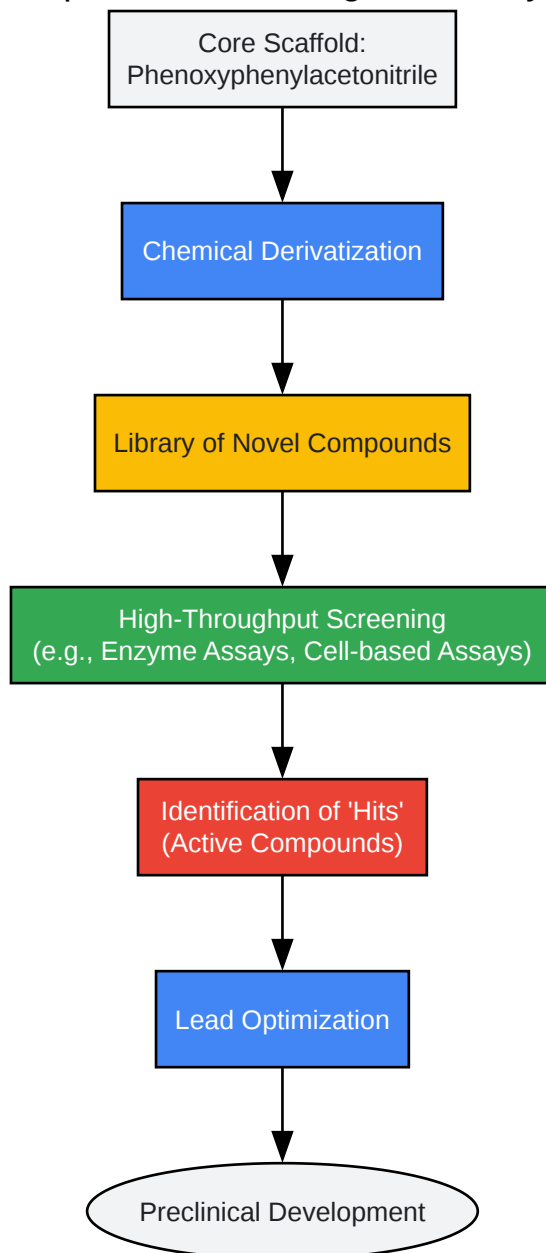 Core Scaffold:
Phenoxyphenylacetonitrile
Chemical Derivatization
Library of Novel Compounds
High-Throughput Screening
(e.g., Enzyme Assays, Cell-based Assays)
Identification of 'Hits'
(Active Compounds)
Lead Optimization
Preclinical Development